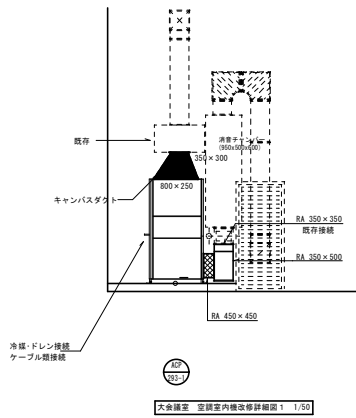 既存
消音チャンバー
(950x500x600)
350×300
キャンバスダクト
800×250
RA 350×350
既存接続
RA 350×500
RA 450×450
冷媒・ドレン接続
ケーブル類接続
ACP
293-1
大会議室 空調室内機改修詳細図1 1/50